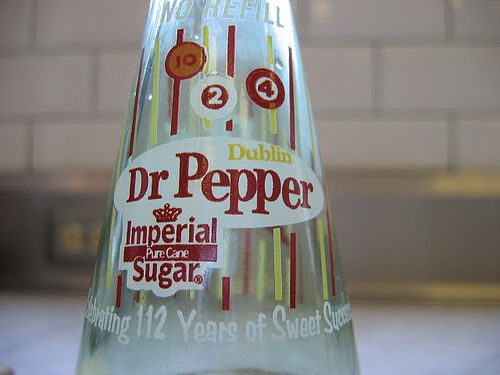 NO REFILL
10
2
4
Dublin
Dr Pepper
Imperial
Pure Cane
Sugar®
112 Years of Sweet